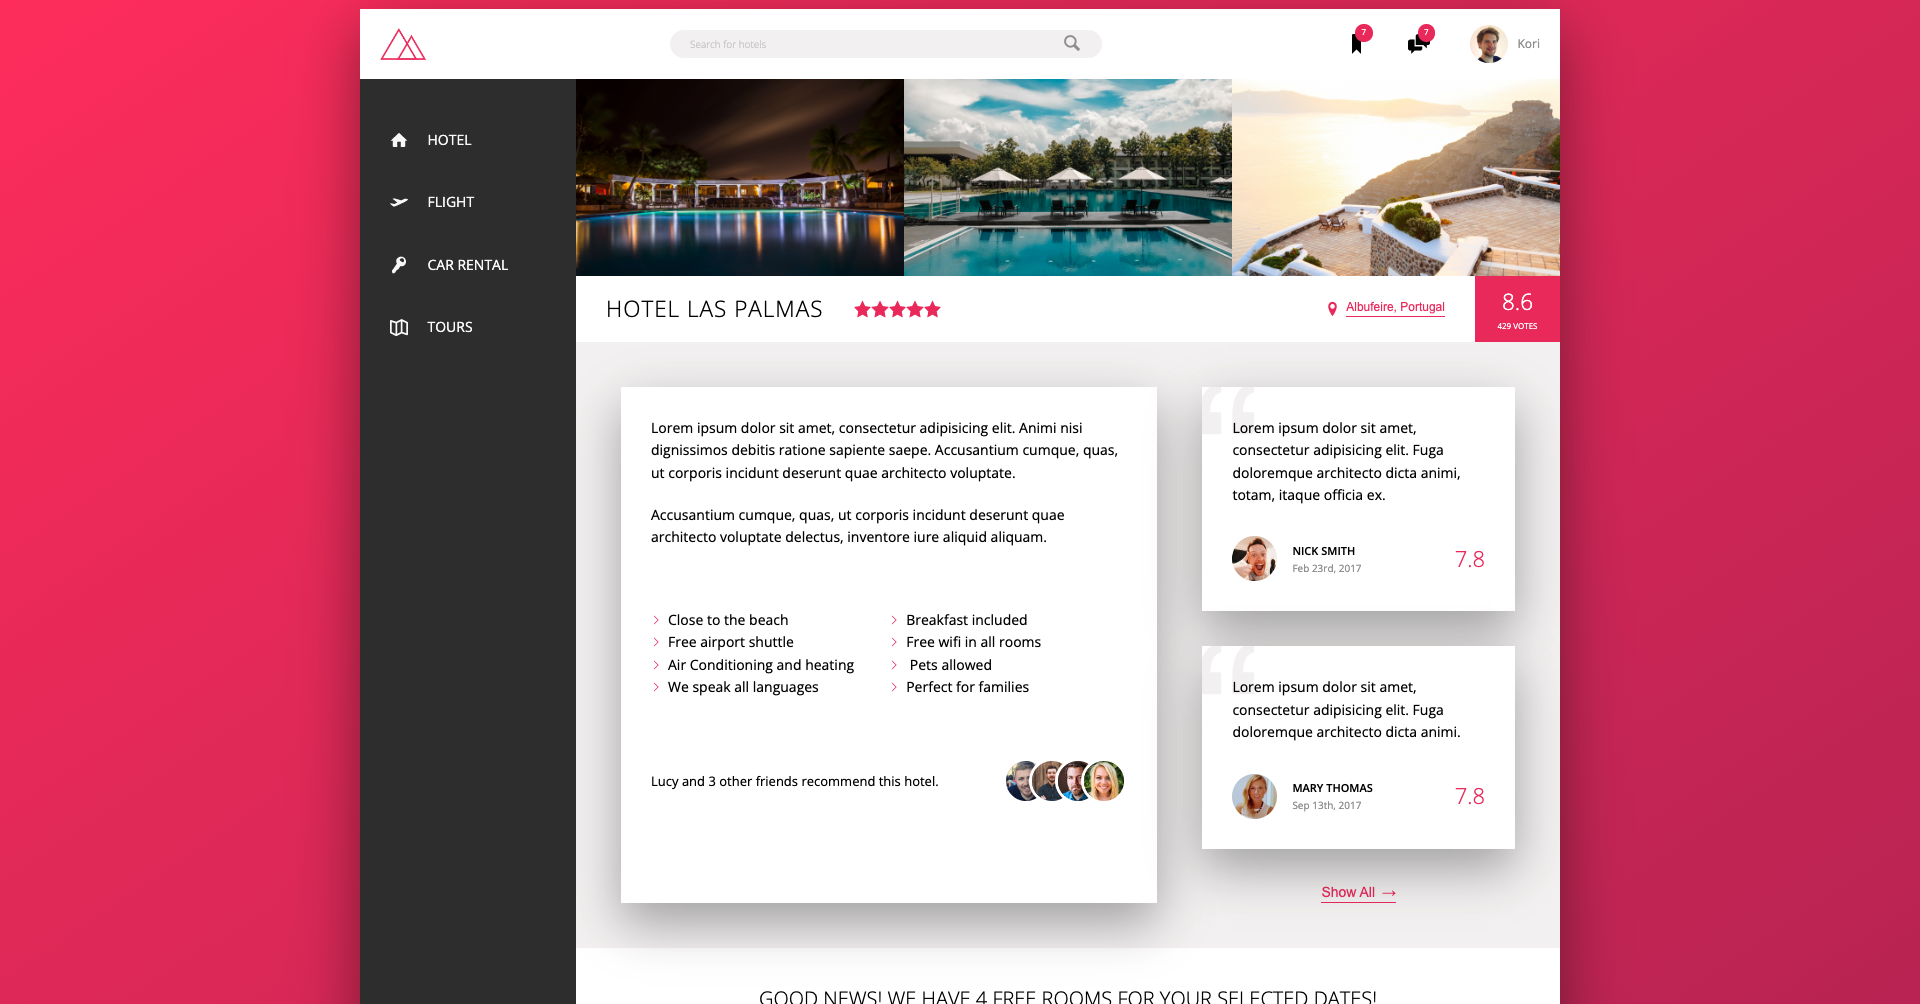 Search for hotels
7
7
Kori
HOTEL
FLIGHT
CAR RENTAL
TOURS
HOTEL LAS PALMAS
Albufeire, Portugal
8.6
429 VOTES
Lorem ipsum dolor sit amet, consectetur adipisicing elit. Animi nisi
dignissimos debitis ratione sapiente saepe. Accusantium cumque, quas,
ut corporis incidunt deserunt quae architecto voluptate.
Accusantium cumque, quas, ut corporis incidunt deserunt quae
architecto voluptate delectus, inventore iure aliquid aliquam.
Close to the beach
Free airport shuttle
Air Conditioning and heating
We speak all languages
Breakfast included
Free wifi in all rooms
Pets allowed
Perfect for families
Lucy and 3 other friends recommend this hotel.
“
Lorem ipsum dolor sit amet,
consectetur adipisicing elit. Fuga
doloremque architecto dicta animi,
totam, itaque officia ex.
NICK SMITH
Feb 23rd, 2017
7.8
“
Lorem ipsum dolor sit amet,
consectetur adipisicing elit. Fuga
doloremque architecto dicta animi.
MARY THOMAS
Sep 13th, 2017
7.8
Show All →
GOOD NEWS! WE HAVE 4 FREE ROOMS FOR YOUR SELECTED DATES!